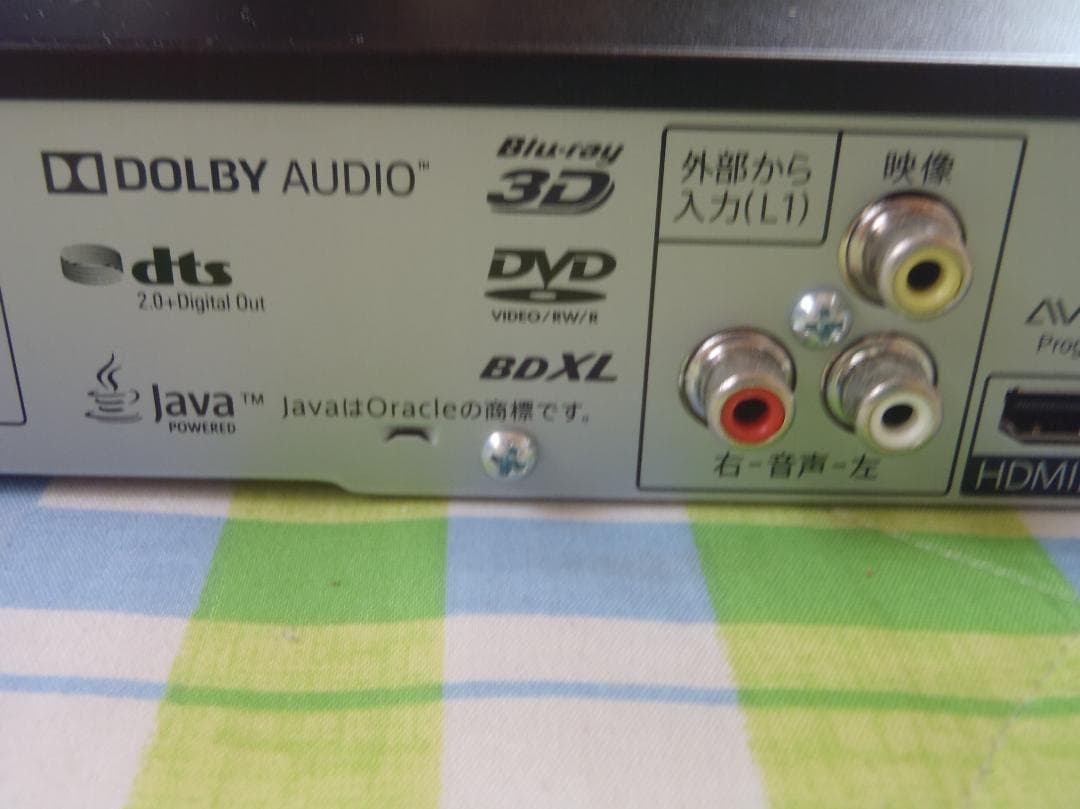 DOLBY AUDIO™
dts
2.0+Digital Out
Java™
POWERED
JavaはOracleの商標です。
Blu-ray
3D
DVD
VIDEO/RW/R
BDXL
外部から
入力(L1)
映像
右-音声-左
AV
Prog
HDMI